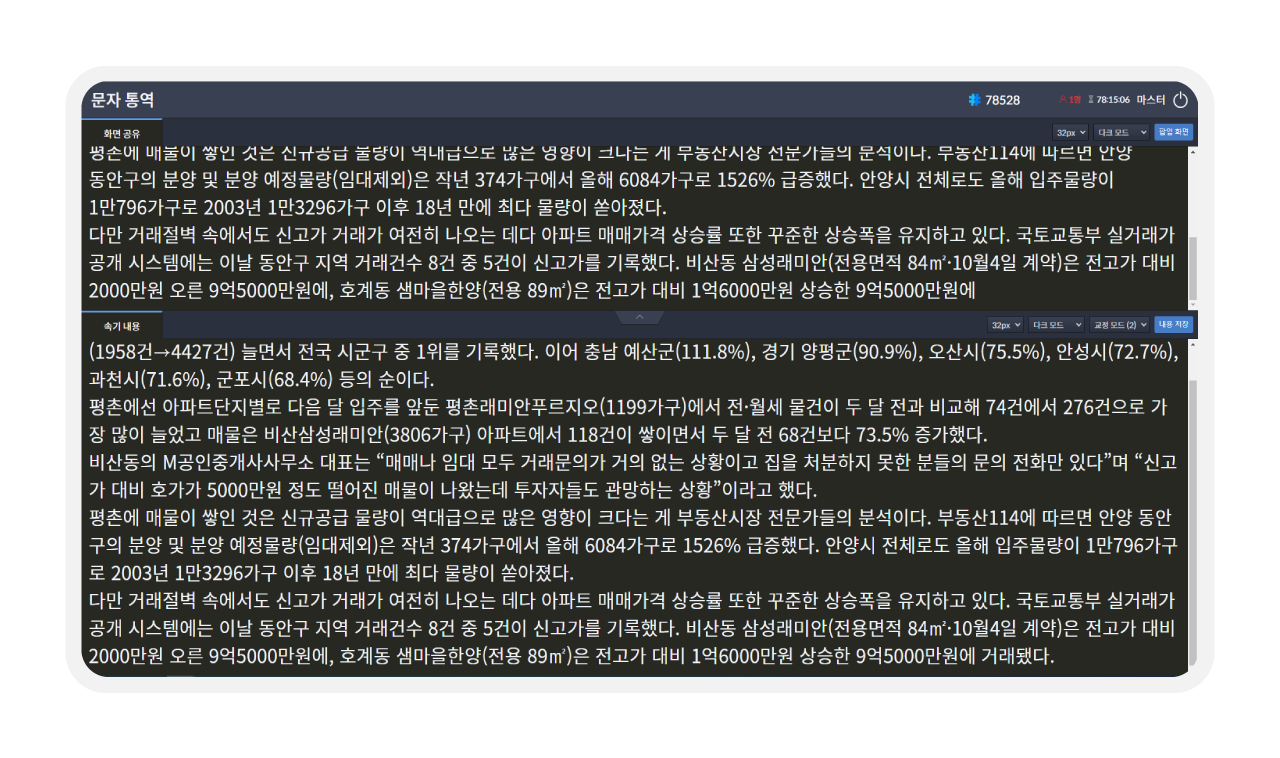 문자 통역
78528
1명
78:15:06
마스터
화면 공유
32px
다크 모드
팝업 화면
평촌에 매물이 쌓인 것은 신규공급 물량이 역대급으로 많은 영향이 크다는 게 부동산시장 전문가들의 분석이다. 부동산114에 따르면 안양
동안구의 분양 및 분양 예정물량(임대제외)은 작년 374가구에서 올해 6084가구로 1526% 급증했다. 안양시 전체로도 올해 입주물량이
1만796가구로 2003년 1만3296가구 이후 18년 만에 최다 물량이 쏟아졌다.
다만 거래절벽 속에서도 신고가 거래가 여전히 나오는 데다 아파트 매매가격 상승률 또한 꾸준한 상승폭을 유지하고 있다. 국토교통부 실거래가
공개 시스템에는 이날 동안구 지역 거래건수 8건 중 5건이 신고가를 기록했다. 비산동 삼성래미안(전용면적 84㎡·10월4일 계약)은 전고가 대비
2000만원 오른 9억5000만원에, 호계동 샘마을한양(전용 89㎡)은 전고가 대비 1억6000만원 상승한 9억5000만원에
속기 내용
32px
다크 모드
교정 모드 (2)
내용 저장
(1958건→4427건) 늘면서 전국 시군구 중 1위를 기록했다. 이어 충남 예산군(111.8%), 경기 양평군(90.9%), 오산시(75.5%), 안성시(72.7%),
과천시(71.6%), 군포시(68.4%) 등의 순이다.
평촌에선 아파트단지별로 다음 달 입주를 앞둔 평촌래미안푸르지오(1199가구)에서 전·월세 물건이 두 달 전과 비교해 74건에서 276건으로 가
장 많이 늘었고 매물은 비산삼성래미안(3806가구) 아파트에서 118건이 쌓이면서 두 달 전 68건보다 73.5% 증가했다.
비산동의 M공인중개사사무소 대표는 “매매나 임대 모두 거래문의가 거의 없는 상황이고 집을 처분하지 못한 분들의 문의 전화만 있다”며 “신고
가 대비 호가가 5000만원 정도 떨어진 매물이 나왔는데 투자자들도 관망하는 상황”이라고 했다.
평촌에 매물이 쌓인 것은 신규공급 물량이 역대급으로 많은 영향이 크다는 게 부동산시장 전문가들의 분석이다. 부동산114에 따르면 안양 동안
구의 분양 및 분양 예정물량(임대제외)은 작년 374가구에서 올해 6084가구로 1526% 급증했다. 안양시 전체로도 올해 입주물량이 1만796가구
로 2003년 1만3296가구 이후 18년 만에 최다 물량이 쏟아졌다.
다만 거래절벽 속에서도 신고가 거래가 여전히 나오는 데다 아파트 매매가격 상승률 또한 꾸준한 상승폭을 유지하고 있다. 국토교통부 실거래가
공개 시스템에는 이날 동안구 지역 거래건수 8건 중 5건이 신고가를 기록했다. 비산동 삼성래미안(전용면적 84㎡·10월4일 계약)은 전고가 대비
2000만원 오른 9억5000만원에, 호계동 샘마을한양(전용 89㎡)은 전고가 대비 1억6000만원 상승한 9억5000만원에 거래됐다.